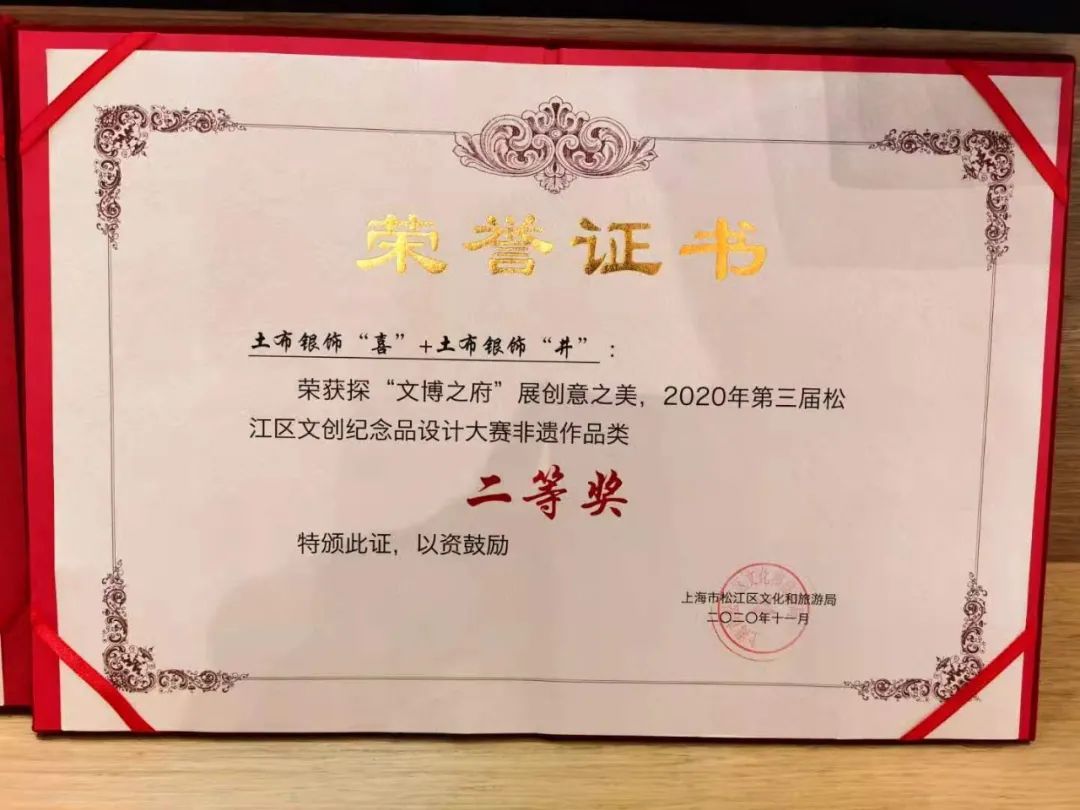 荣誉证书
土布银饰“喜”+土布银饰“井”：
荣获探“文博之府”展创意之美，2020年第三届松
江区文创纪念品设计大赛非遗作品类
二等奖
特颁此证，以资鼓励
上海市松江区文化和旅游局
二〇二〇年十一月